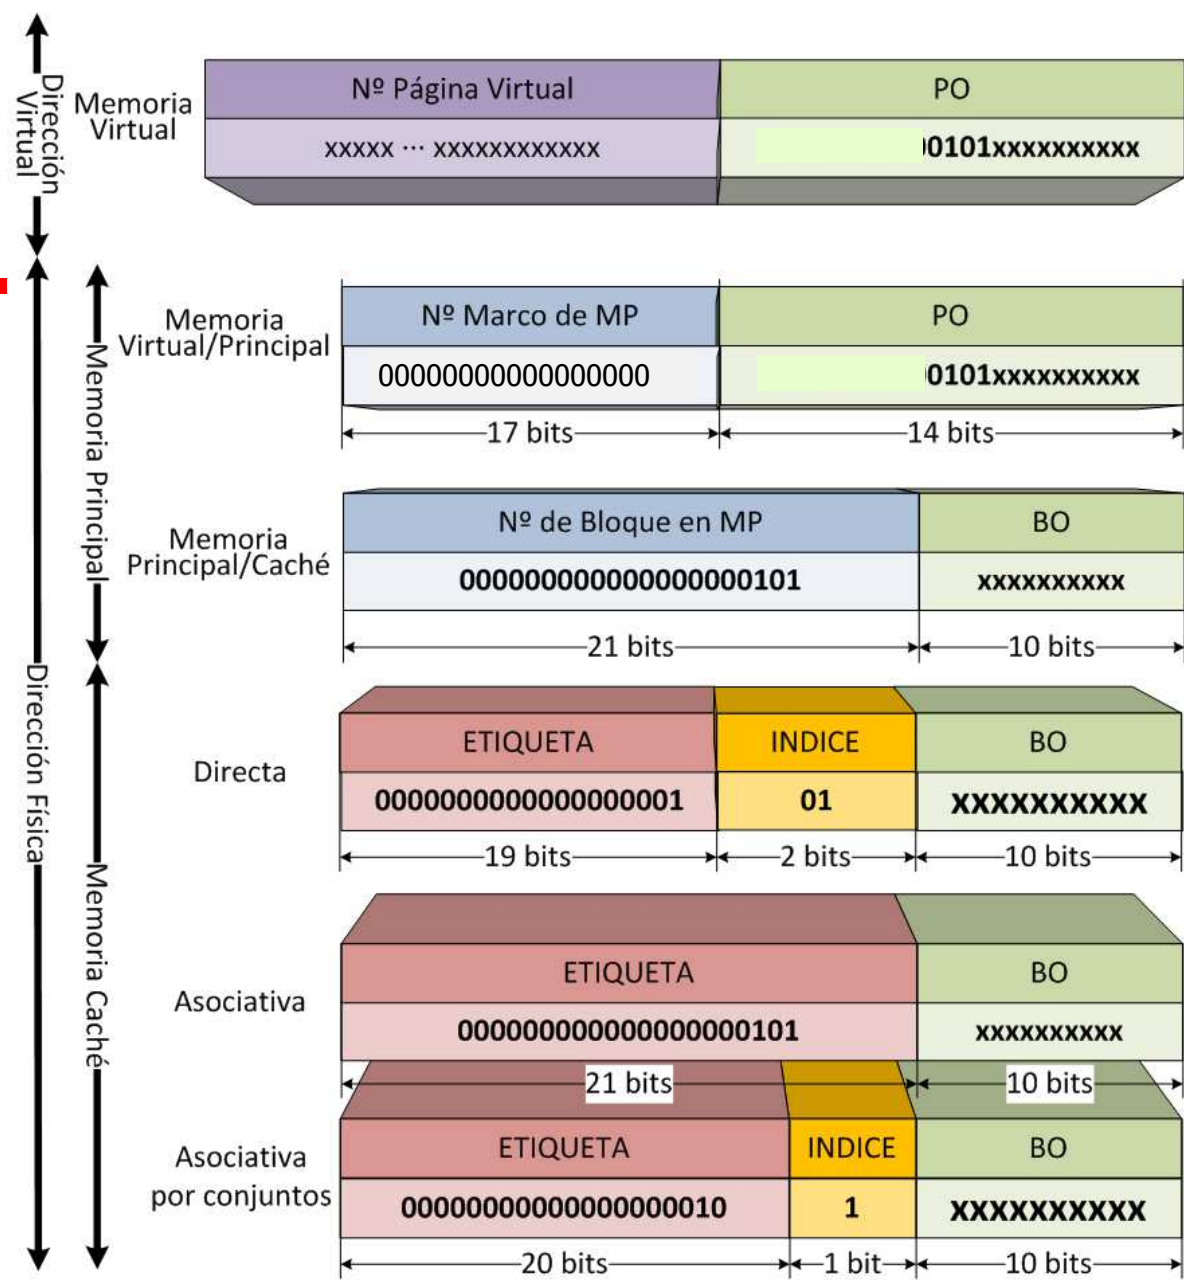 Dirección
Virtual
Memoria
Virtual
Nº Página Virtual
PO
xxxxx ··· xxxxxxxxxxxx
0101xxxxxxxxxx
Dirección Física
Memoria Principal
Memoria
Virtual/Principal
Nº Marco de MP
PO
00000000000000000
0101xxxxxxxxxx
17 bits
14 bits
Memoria
Principal/Caché
Nº de Bloque en MP
BO
000000000000000000101
xxxxxxxxxx
21 bits
10 bits
Memoria Caché
Directa
ETIQUETA
INDICE
BO
0000000000000000001
01
xxxxxxxxxx
19 bits
2 bits
10 bits
Asociativa
ETIQUETA
BO
000000000000000000101
xxxxxxxxxx
21 bits
10 bits
Asociativa
por conjuntos
ETIQUETA
INDICE
BO
00000000000000000010
1
xxxxxxxxxx
20 bits
1 bit
10 bits